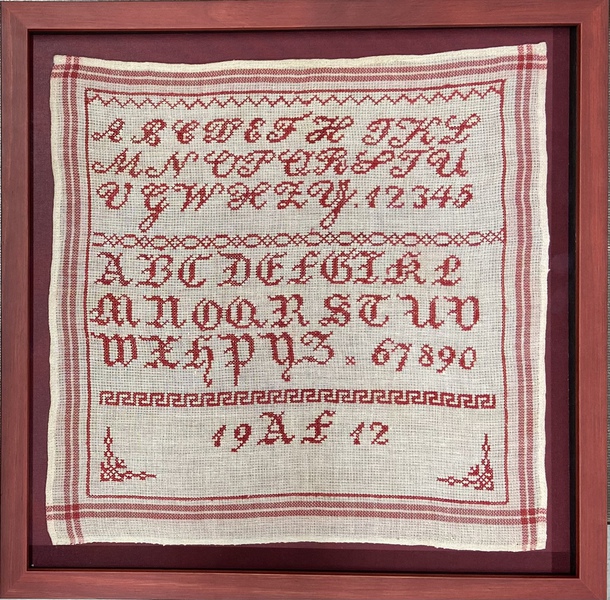 A B C D E F H I K L
M N O P Q R S T U
V G W X Z Y. 1 2 3 4 5
A B C D E F G I K L
M N O Q R S T U V
W X H P Y Z x 6 7 8 9 0
19 A F 12